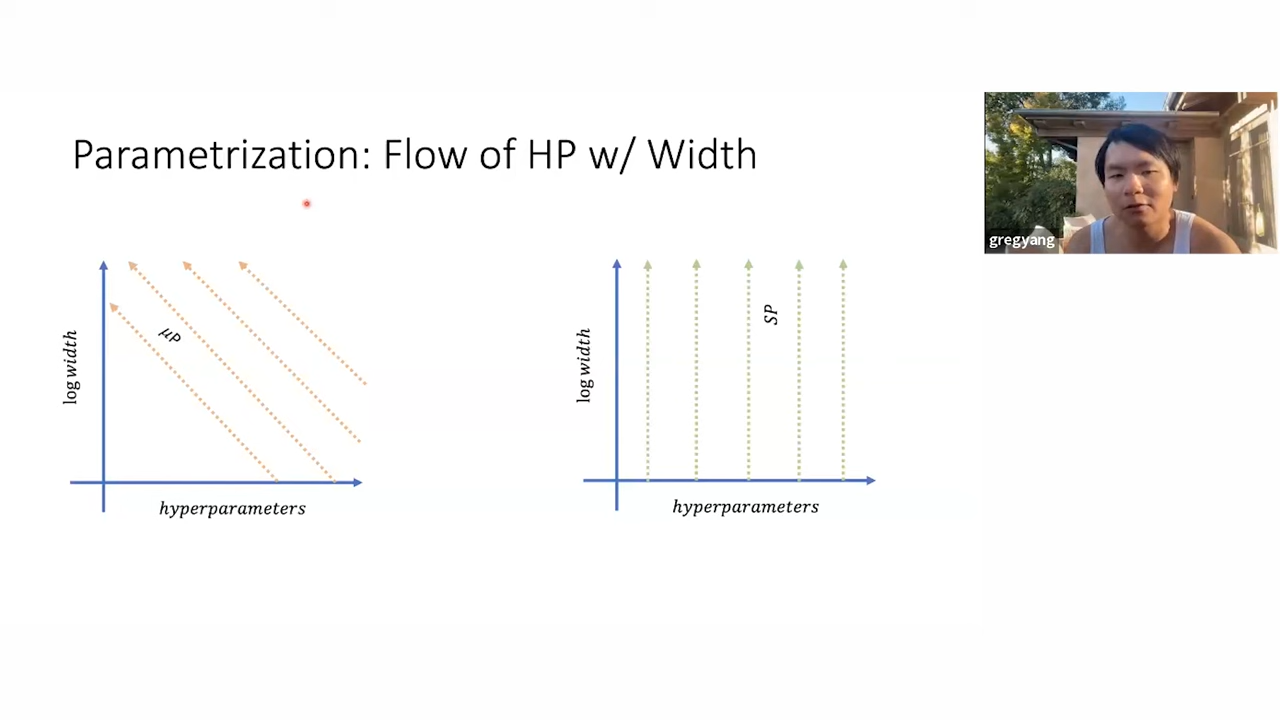 Parametrization: Flow of HP w/ Width
gregyang
log width
μP
hyperparameters
log width
SP
hyperparameters